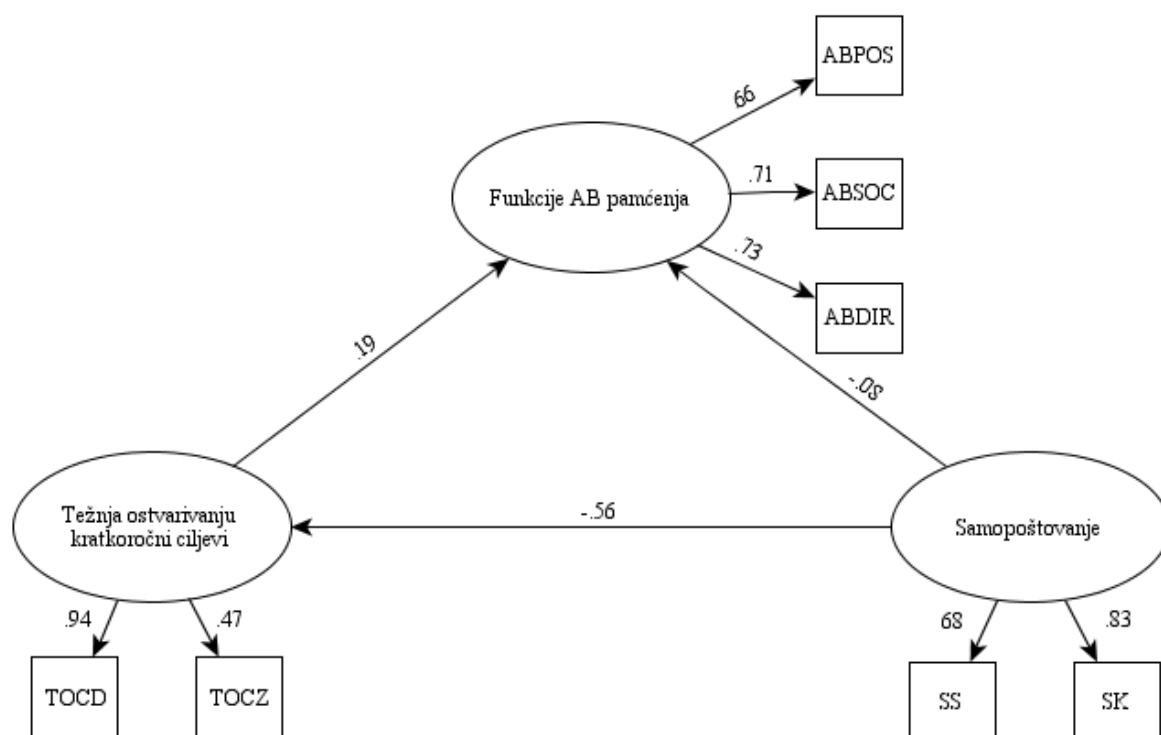 ABPOS
66
.71
ABSOC
Funkcije AB pamćenja
.73
ABDIR
.19
-.08
-.56
Težnja ostvarivanju
kratkoročni ciljevi
Samopoštovanje
.94
.47
68
.83
TOCD
TOCZ
SS
SK